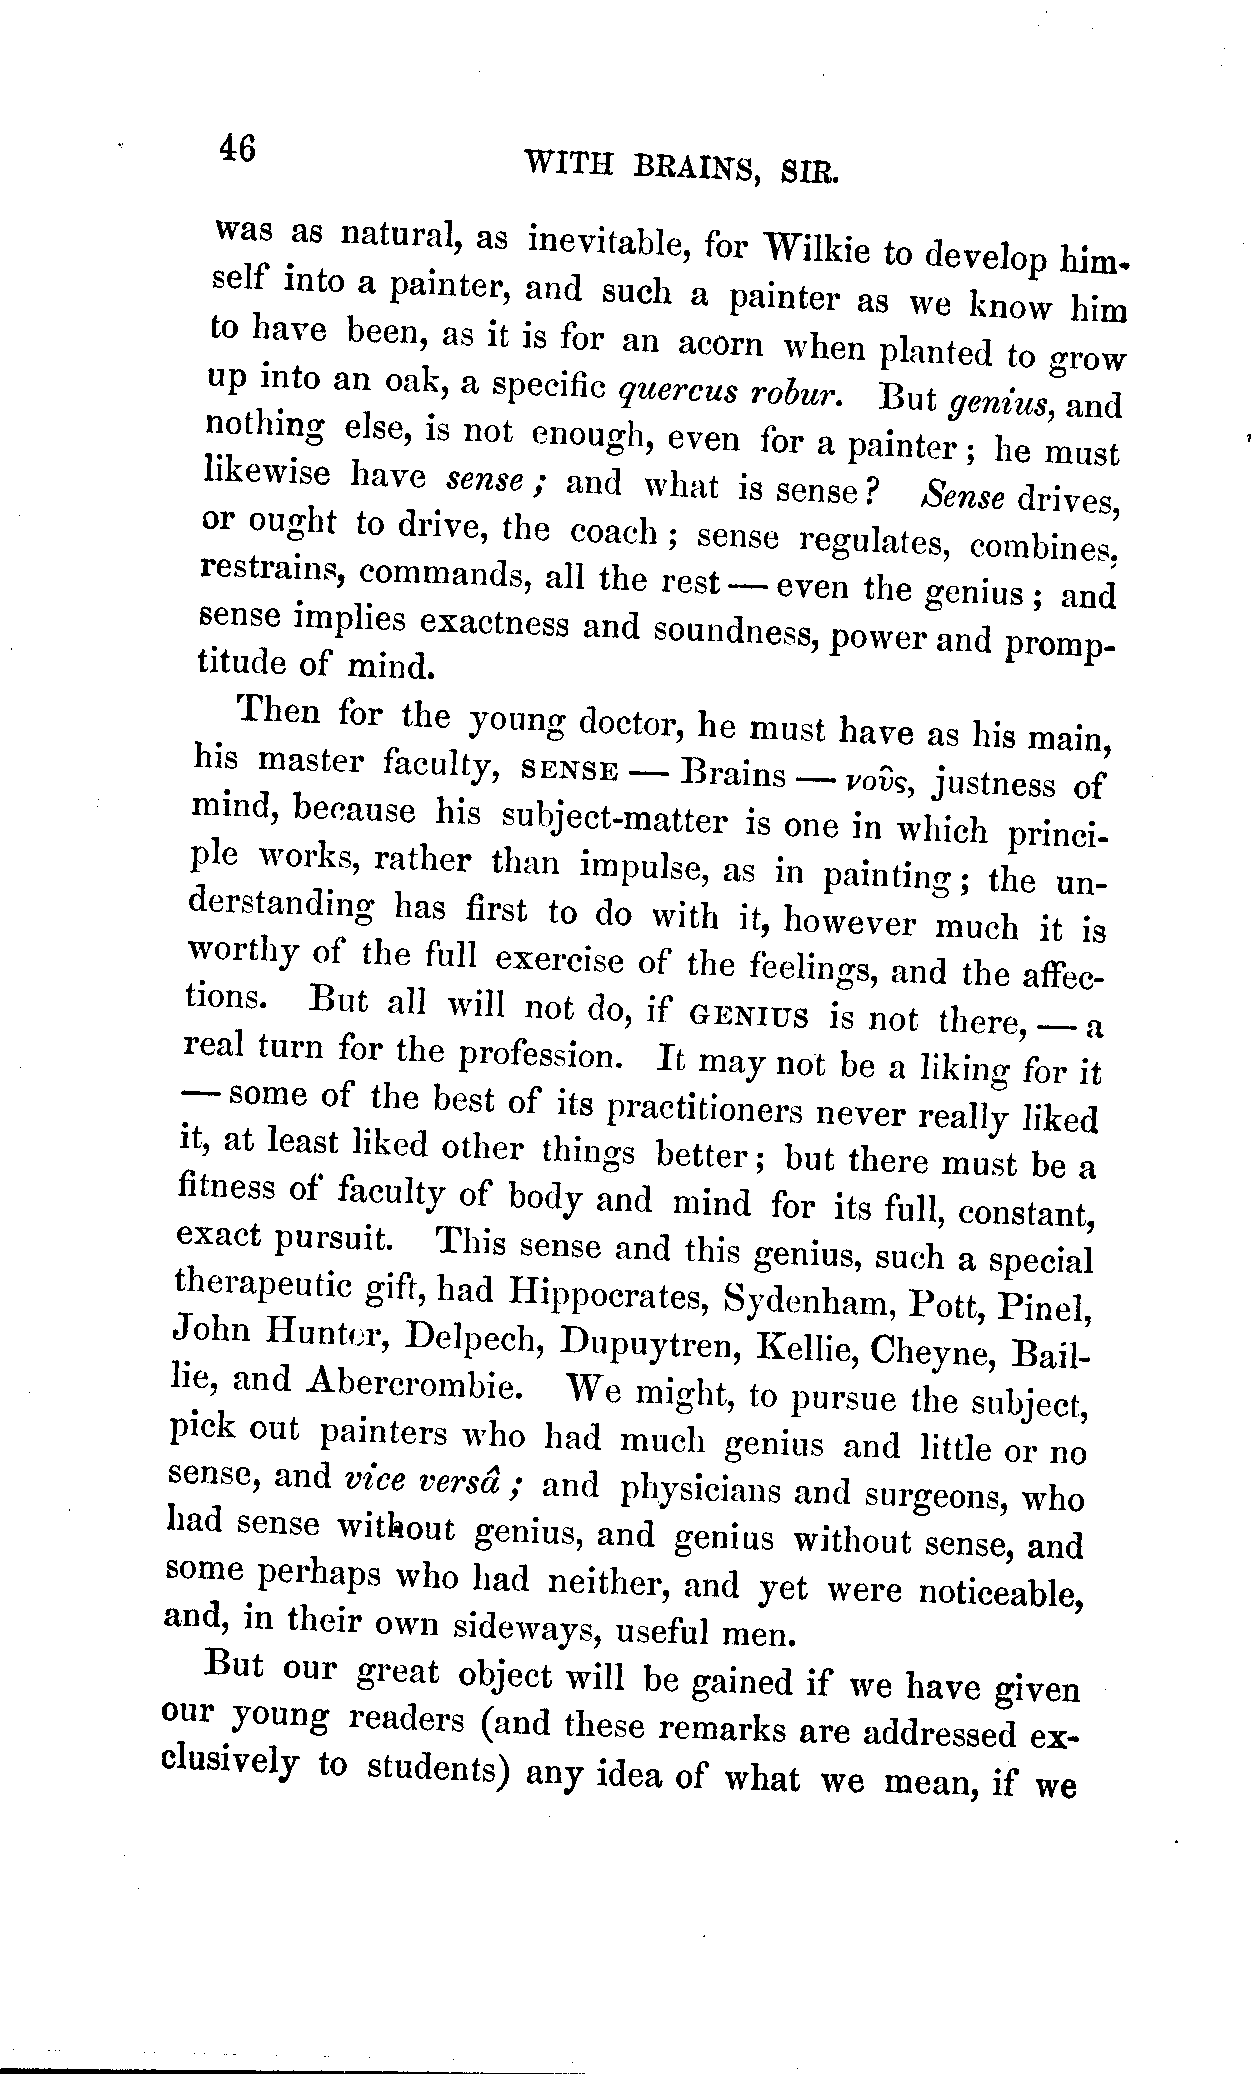 46
WITH BRAINS, SIR.
was as natural, as inevitable, for Wilkie to develop him-
self into a painter, and such a painter as we know him
to have been, as it is for an acorn when planted to grow
up into an oak, a specific quercus robur. But genius, and
nothing else, is not enough, even for a painter; he must
likewise have sense; and what is sense? Sense drives,
or ought to drive, the coach; sense regulates, combines,
restrains, commands, all the rest — even the genius; and
sense implies exactness and soundness, power and promp-
titude of mind.
Then for the young doctor, he must have as his main,
his master faculty, SENSE — Brains — νοῦς, justness of
mind, because his subject-matter is one in which princi-
ple works, rather than impulse, as in painting; the un-
derstanding has first to do with it, however much it is
worthy of the full exercise of the feelings, and the affec-
tions. But all will not do, if GENIUS is not there, — a
real turn for the profession. It may not be a liking for it
— some of the best of its practitioners never really liked
it, at least liked other things better; but there must be a
fitness of faculty of body and mind for its full, constant,
exact pursuit. This sense and this genius, such a special
therapeutic gift, had Hippocrates, Sydenham, Pott, Pinel,
John Hunter, Delpech, Dupuytren, Kellie, Cheyne, Bail-
lie, and Abercrombie. We might, to pursue the subject,
pick out painters who had much genius and little or no
sense, and vice versâ; and physicians and surgeons, who
had sense without genius, and genius without sense, and
some perhaps who had neither, and yet were noticeable,
and, in their own sideways, useful men.
But our great object will be gained if we have given
our young readers (and these remarks are addressed ex-
clusively to students) any idea of what we mean, if we